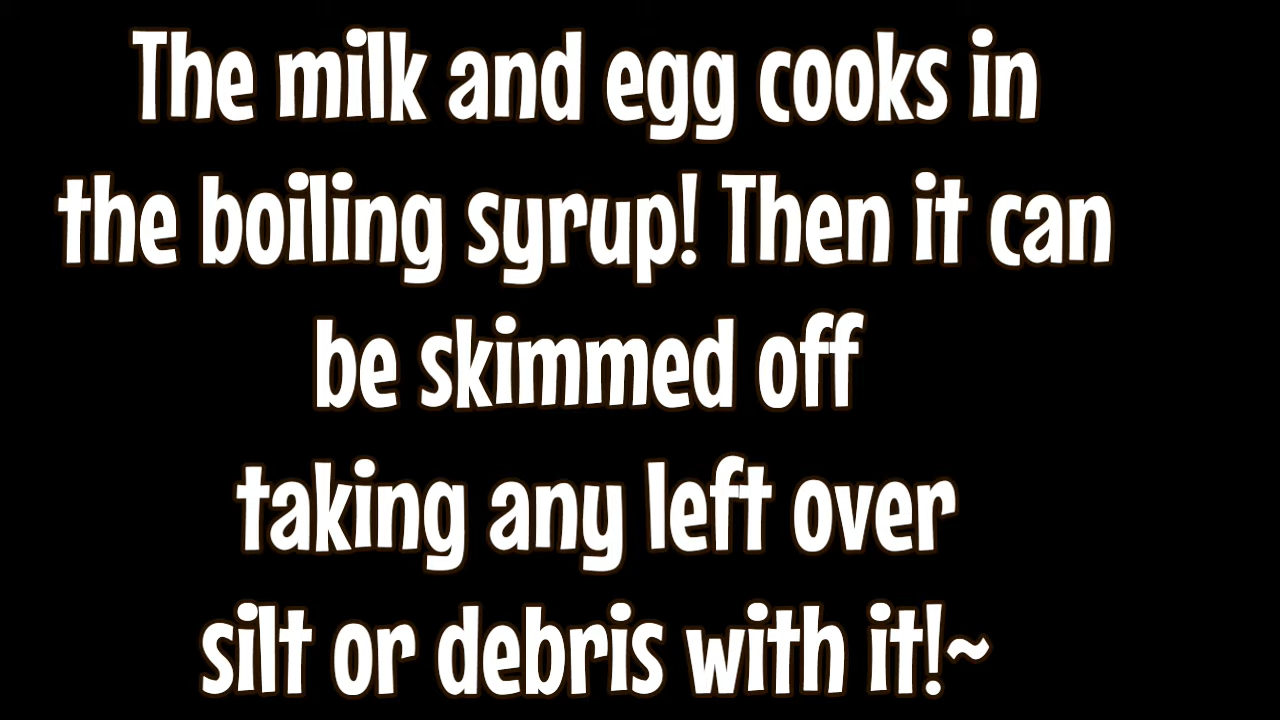 The milk and egg cooks in
the boiling syrup! Then it can
be skimmed off
taking any left over
silt or debris with it!~